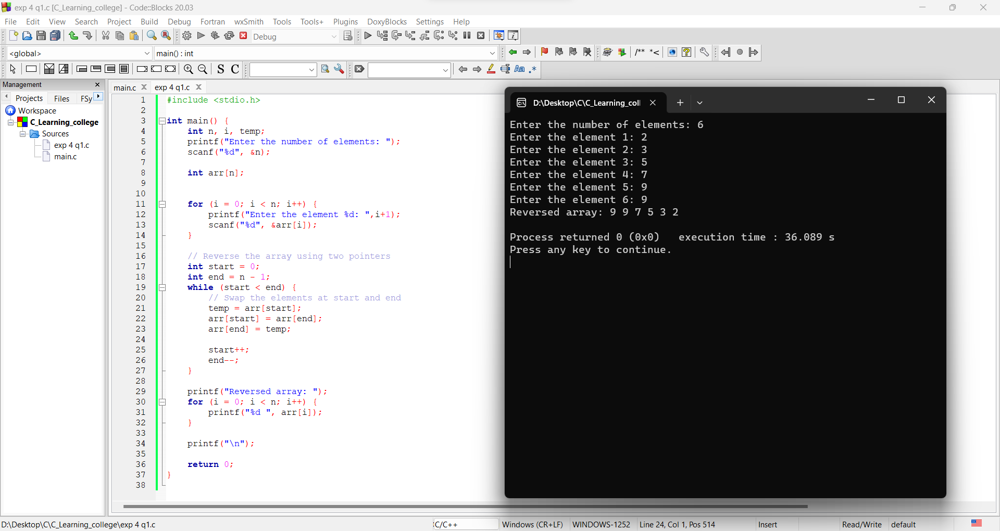 exp 4 q1.c [C_Learning_college] - Code::Blocks 20.03
File Edit View Search Project Build Debug Fortran wxSmith Tools Tools+ Plugins DoxyBlocks Settings Help
Debug
<global> main() : int
/** *<
S C Aa .*
Management
Projects Files FSy
Workspace
C_Learning_college
Sources
exp 4 q1.c
main.c
main.c exp 4 q1.c
1 #include <stdio.h>
2
3 int main() {
4 int n, i, temp;
5 printf("Enter the number of elements: ");
6 scanf("%d", &n);
7
8 int arr[n];
9
10
11 for (i = 0; i < n; i++) {
12 printf("Enter the element %d: ",i+1);
13 scanf("%d", &arr[i]);
14 }
15
16 // Reverse the array using two pointers
17 int start = 0;
18 int end = n - 1;
19 while (start < end) {
20 // Swap the elements at start and end
21 temp = arr[start];
22 arr[start] = arr[end];
23 arr[end] = temp;
24
25 start++;
26 end--;
27 }
28
29 printf("Reversed array: ");
30 for (i = 0; i < n; i++) {
31 printf("%d ", arr[i]);
32 }
33
34 printf("\n");
35
36 return 0;
37 }
38
D:\Desktop\C\C_Learning_coll
Enter the number of elements: 6
Enter the element 1: 2
Enter the element 2: 3
Enter the element 3: 5
Enter the element 4: 7
Enter the element 5: 9
Enter the element 6: 9
Reversed array: 9 9 7 5 3 2
Process returned 0 (0x0) execution time : 36.089 s
Press any key to continue.
D:\Desktop\C\C_Learning_college\exp 4 q1.c C/C++ Windows (CR+LF) WINDOWS-1252 Line 24, Col 1, Pos 514 Insert Read/Write default